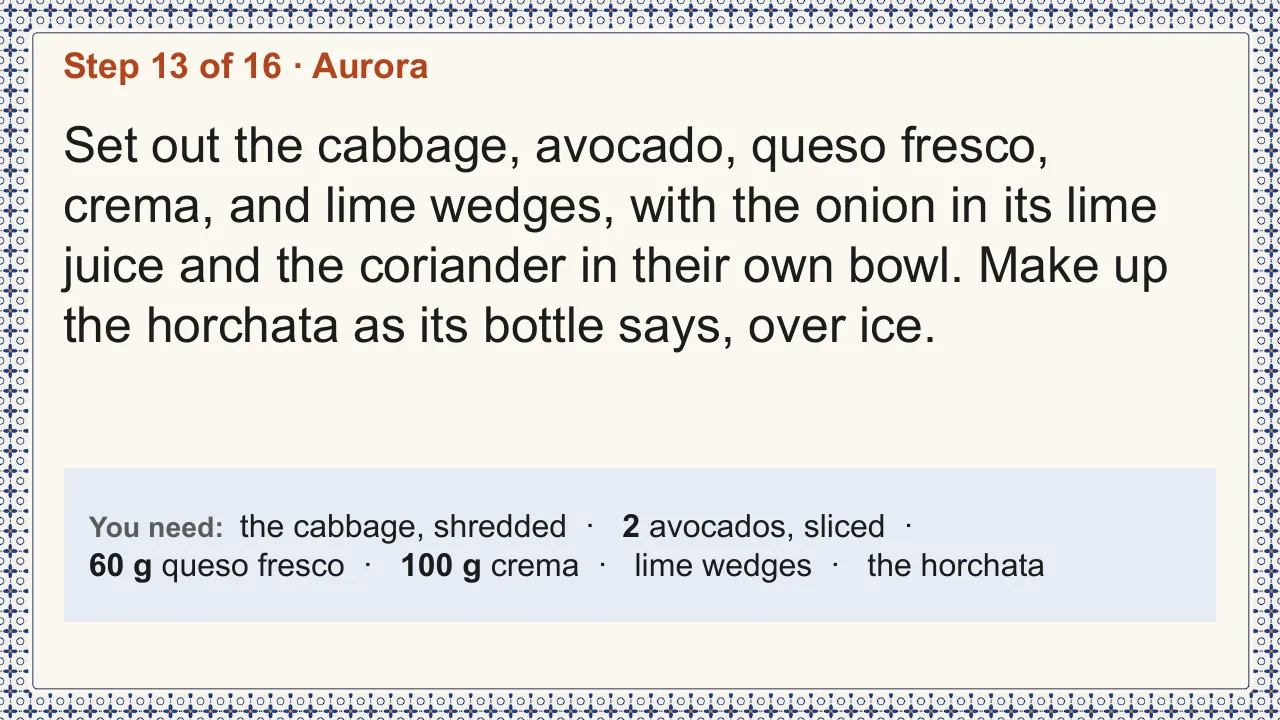 Step 13 of 16 · Aurora
Set out the cabbage, avocado, queso fresco,
crema, and lime wedges, with the onion in its lime
juice and the coriander in their own bowl. Make up
the horchata as its bottle says, over ice.
You need: the cabbage, shredded · 2 avocados, sliced ·
60 g queso fresco · 100 g crema · lime wedges · the horchata